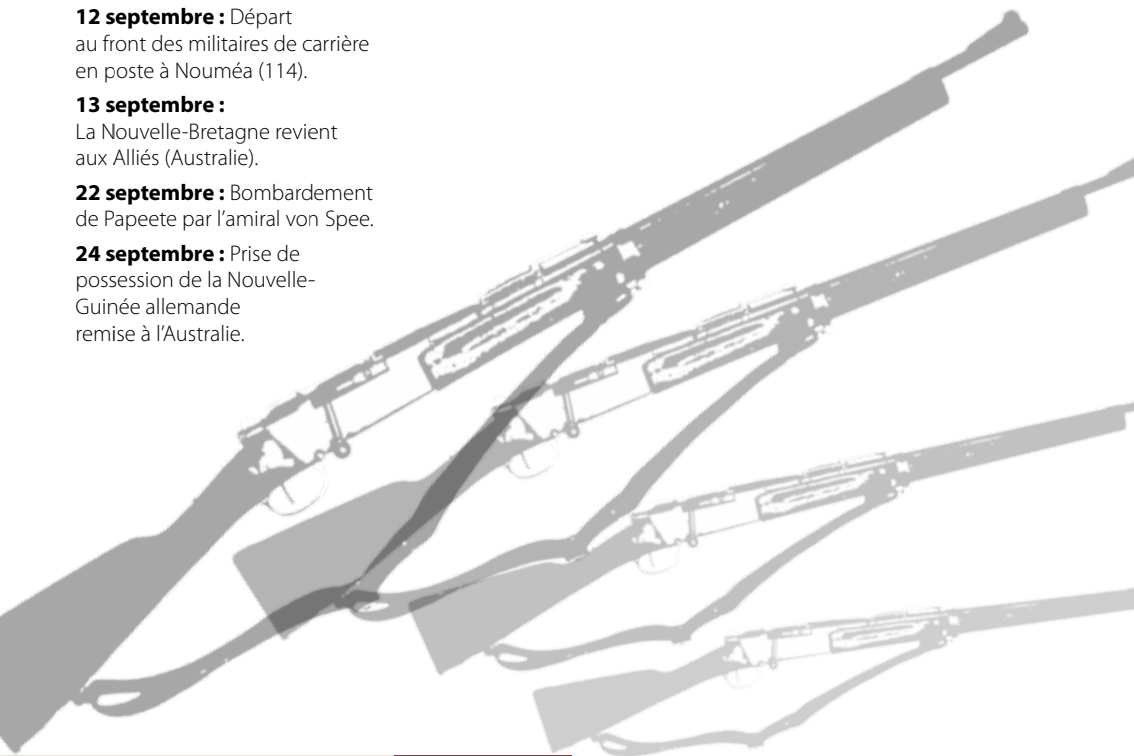 12 septembre : Départ
au front des militaires de carrière
en poste à Nouméa (114).
13 septembre :
La Nouvelle-Bretagne revient
aux Alliés (Australie).
22 septembre : Bombardement
de Papeete par l’amiral von Spee.
24 septembre : Prise de
possession de la Nouvelle-
Guinée allemande
remise à l’Australie.